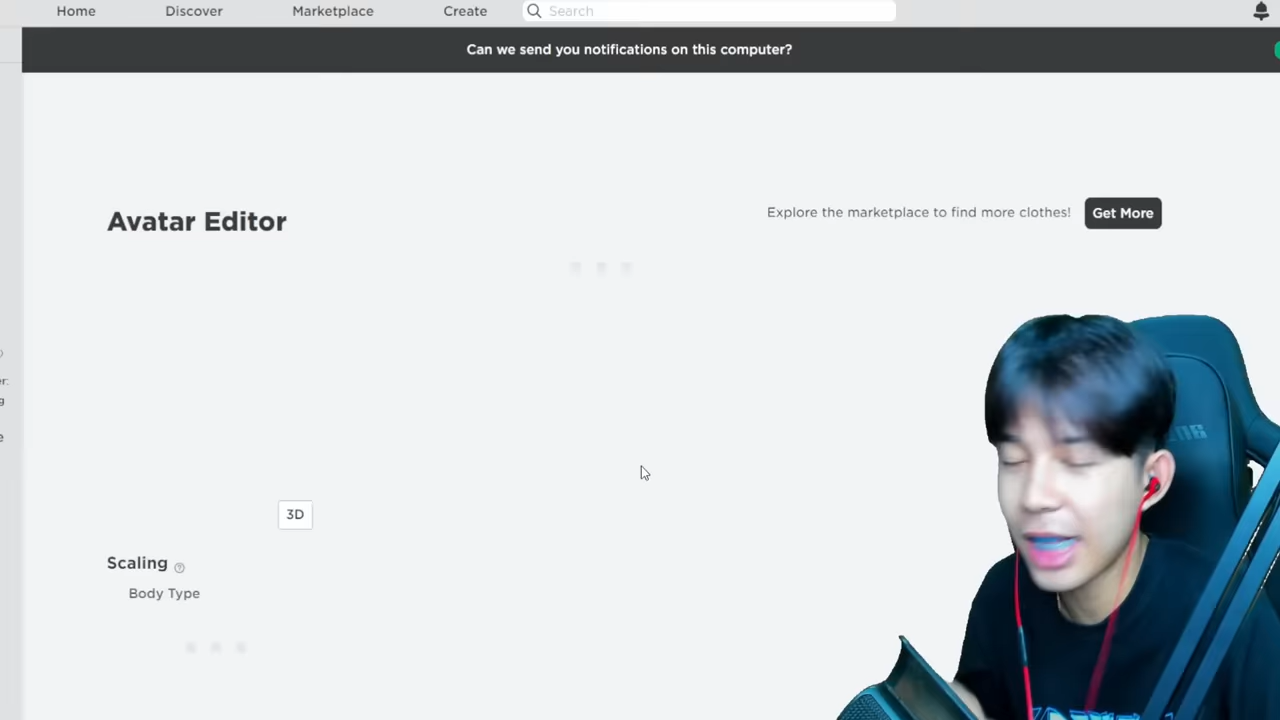 Home Discover Marketplace Create Search
Can we send you notifications on this computer?
Avatar Editor
Explore the marketplace to find more clothes! Get More
3D
Scaling
Body Type